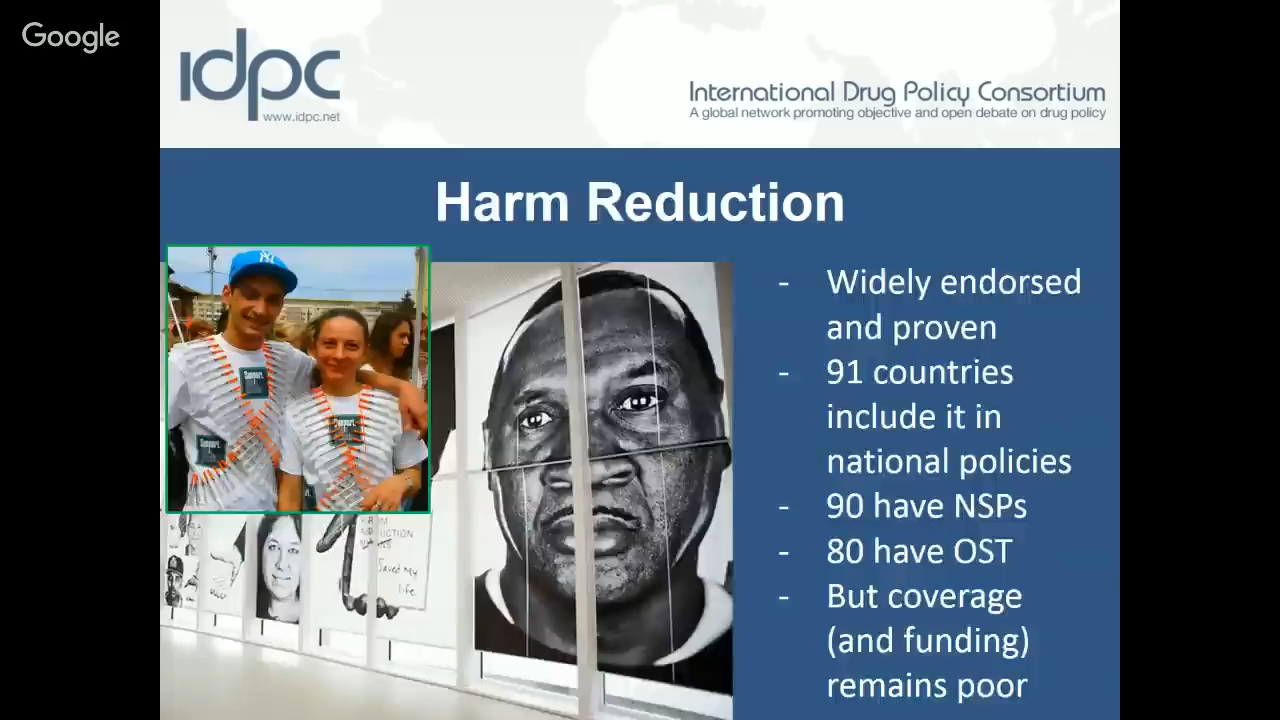 Google
idpc
www.idpc.net
International Drug Policy Consortium
A global network promoting objective and open debate on drug policy
Harm Reduction
- Widely endorsed
and proven
- 91 countries
include it in
national policies
- 90 have NSPs
- 80 have OST
- But coverage
(and funding)
remains poor
NY
Support.
Support.
Support.
Saved my
life